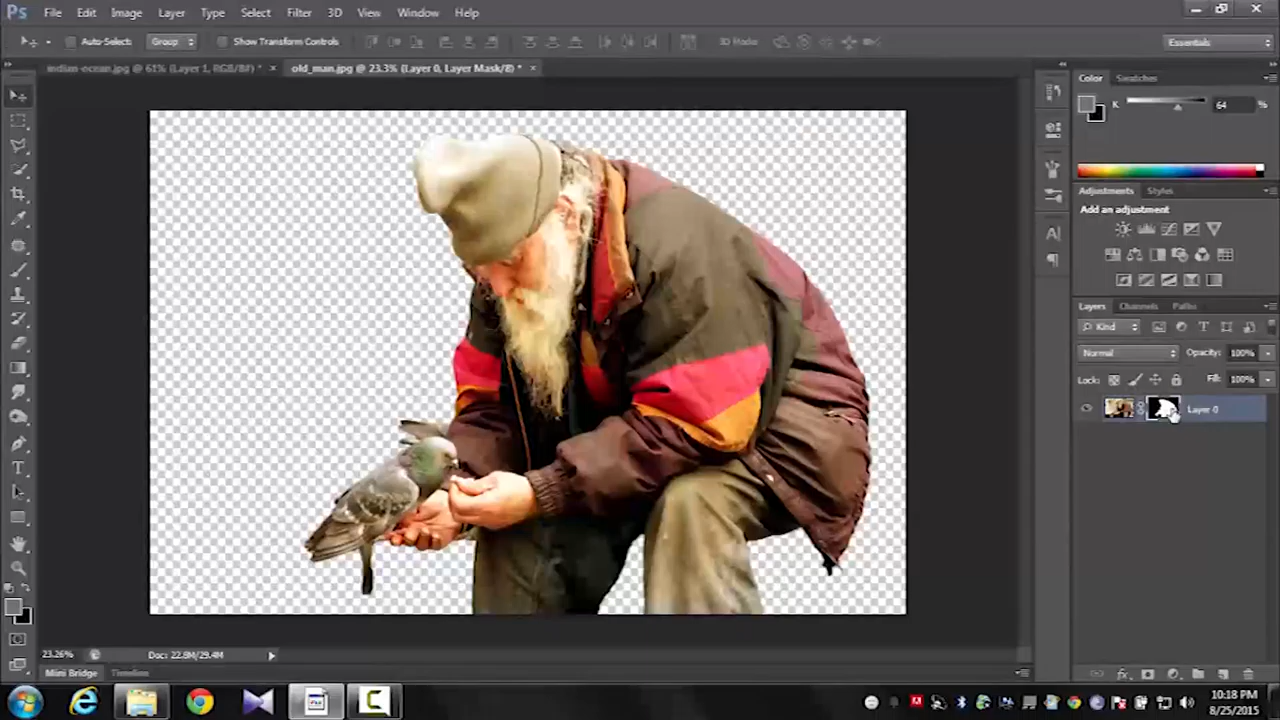 Ps File Edit Image Layer Type Select Filter 3D View Window Help
Auto-Select: Group Show Transform Controls 3D Mode: Essentials
indian-ocean.jpg @ 61% (Layer 1, RGB/8#) * × old_man.jpg @ 23.3% (Layer 0, Layer Mask/8) * ×
Color Swatches
K 64 %
Adjustments Styles
Add an adjustment
Layers Channels Paths
Kind
Normal Opacity: 100%
Lock: Fill: 100%
Layer 0
23.26% Doc: 22.8M/29.4M
Mini Bridge Timeline
10:18 PM
8/25/2015